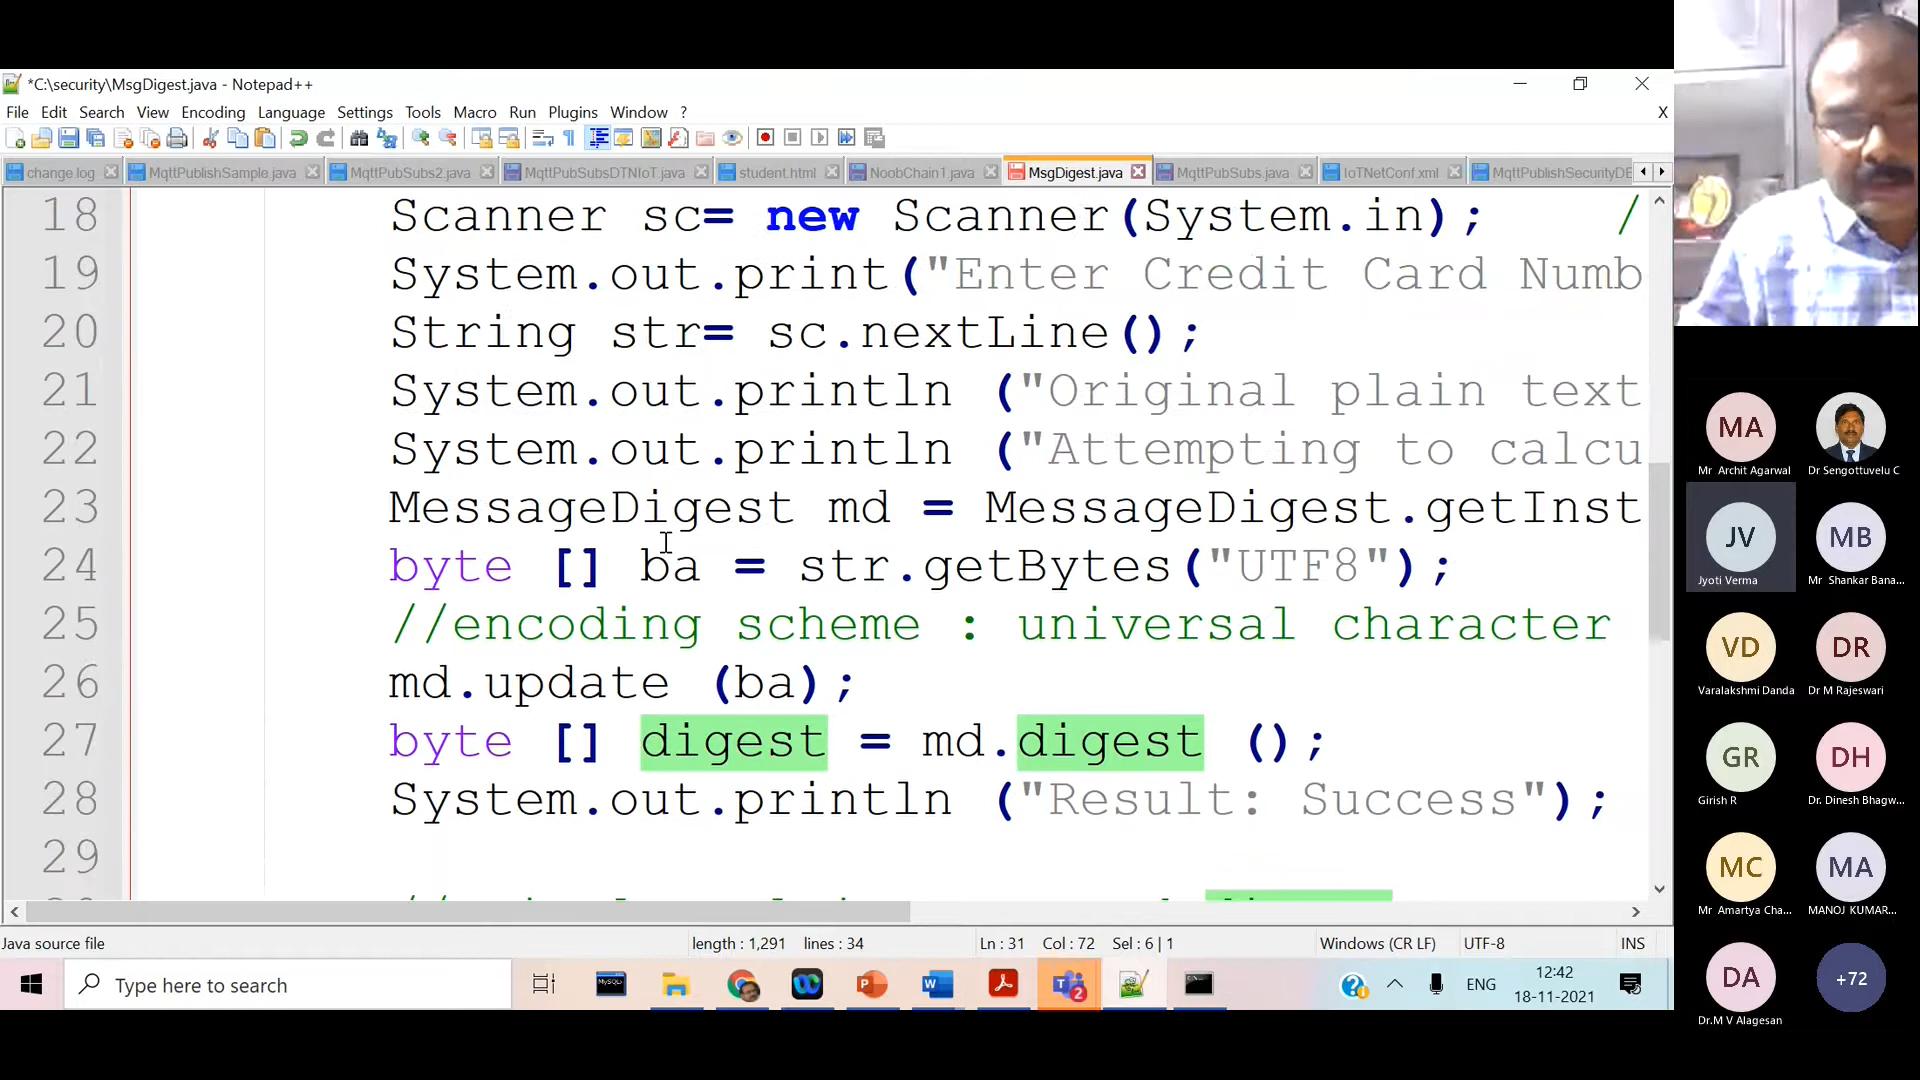 *C:\security\MsgDigest.java - Notepad++
File Edit Search View Encoding Language Settings Tools Macro Run Plugins Window ? X
change.log MqttPublishSample.java MqttPubSubs2.java MqttPubSubsDTNIoT.java student.html NoobChain1.java MsgDigest.java MqttPubSubs.java IoTNetConf.xml MqttPublishSecurityDE
18 Scanner sc= new Scanner(System.in); /
19 System.out.print("Enter Credit Card Numb
20 String str= sc.nextLine();
21 System.out.println ("Original plain text
22 System.out.println ("Attempting to calcu
23 MessageDigest md = MessageDigest.getInst
24 byte [] ba = str.getBytes("UTF8");
25 //encoding scheme : universal character
26 md.update (ba);
27 byte [] digest = md.digest ();
28 System.out.println ("Result: Success");
29
Java source file length : 1,291 lines : 34 Ln : 31 Col : 72 Sel : 6 | 1 Windows (CR LF) UTF-8 INS
Type here to search MySQL 2 ENG 12:42
18-11-2021
MA
Mr Archit Agarwal Dr Sengottuvelu C
JV MB
Jyoti Verma Mr Shankar Bana...
VD DR
Varalakshmi Danda Dr M Rajeswari
GR DH
Girish R Dr. Dinesh Bhagw...
MC MA
Mr Amartya Cha... MANOJ KUMAR...
DA +72
Dr.M V Alagesan